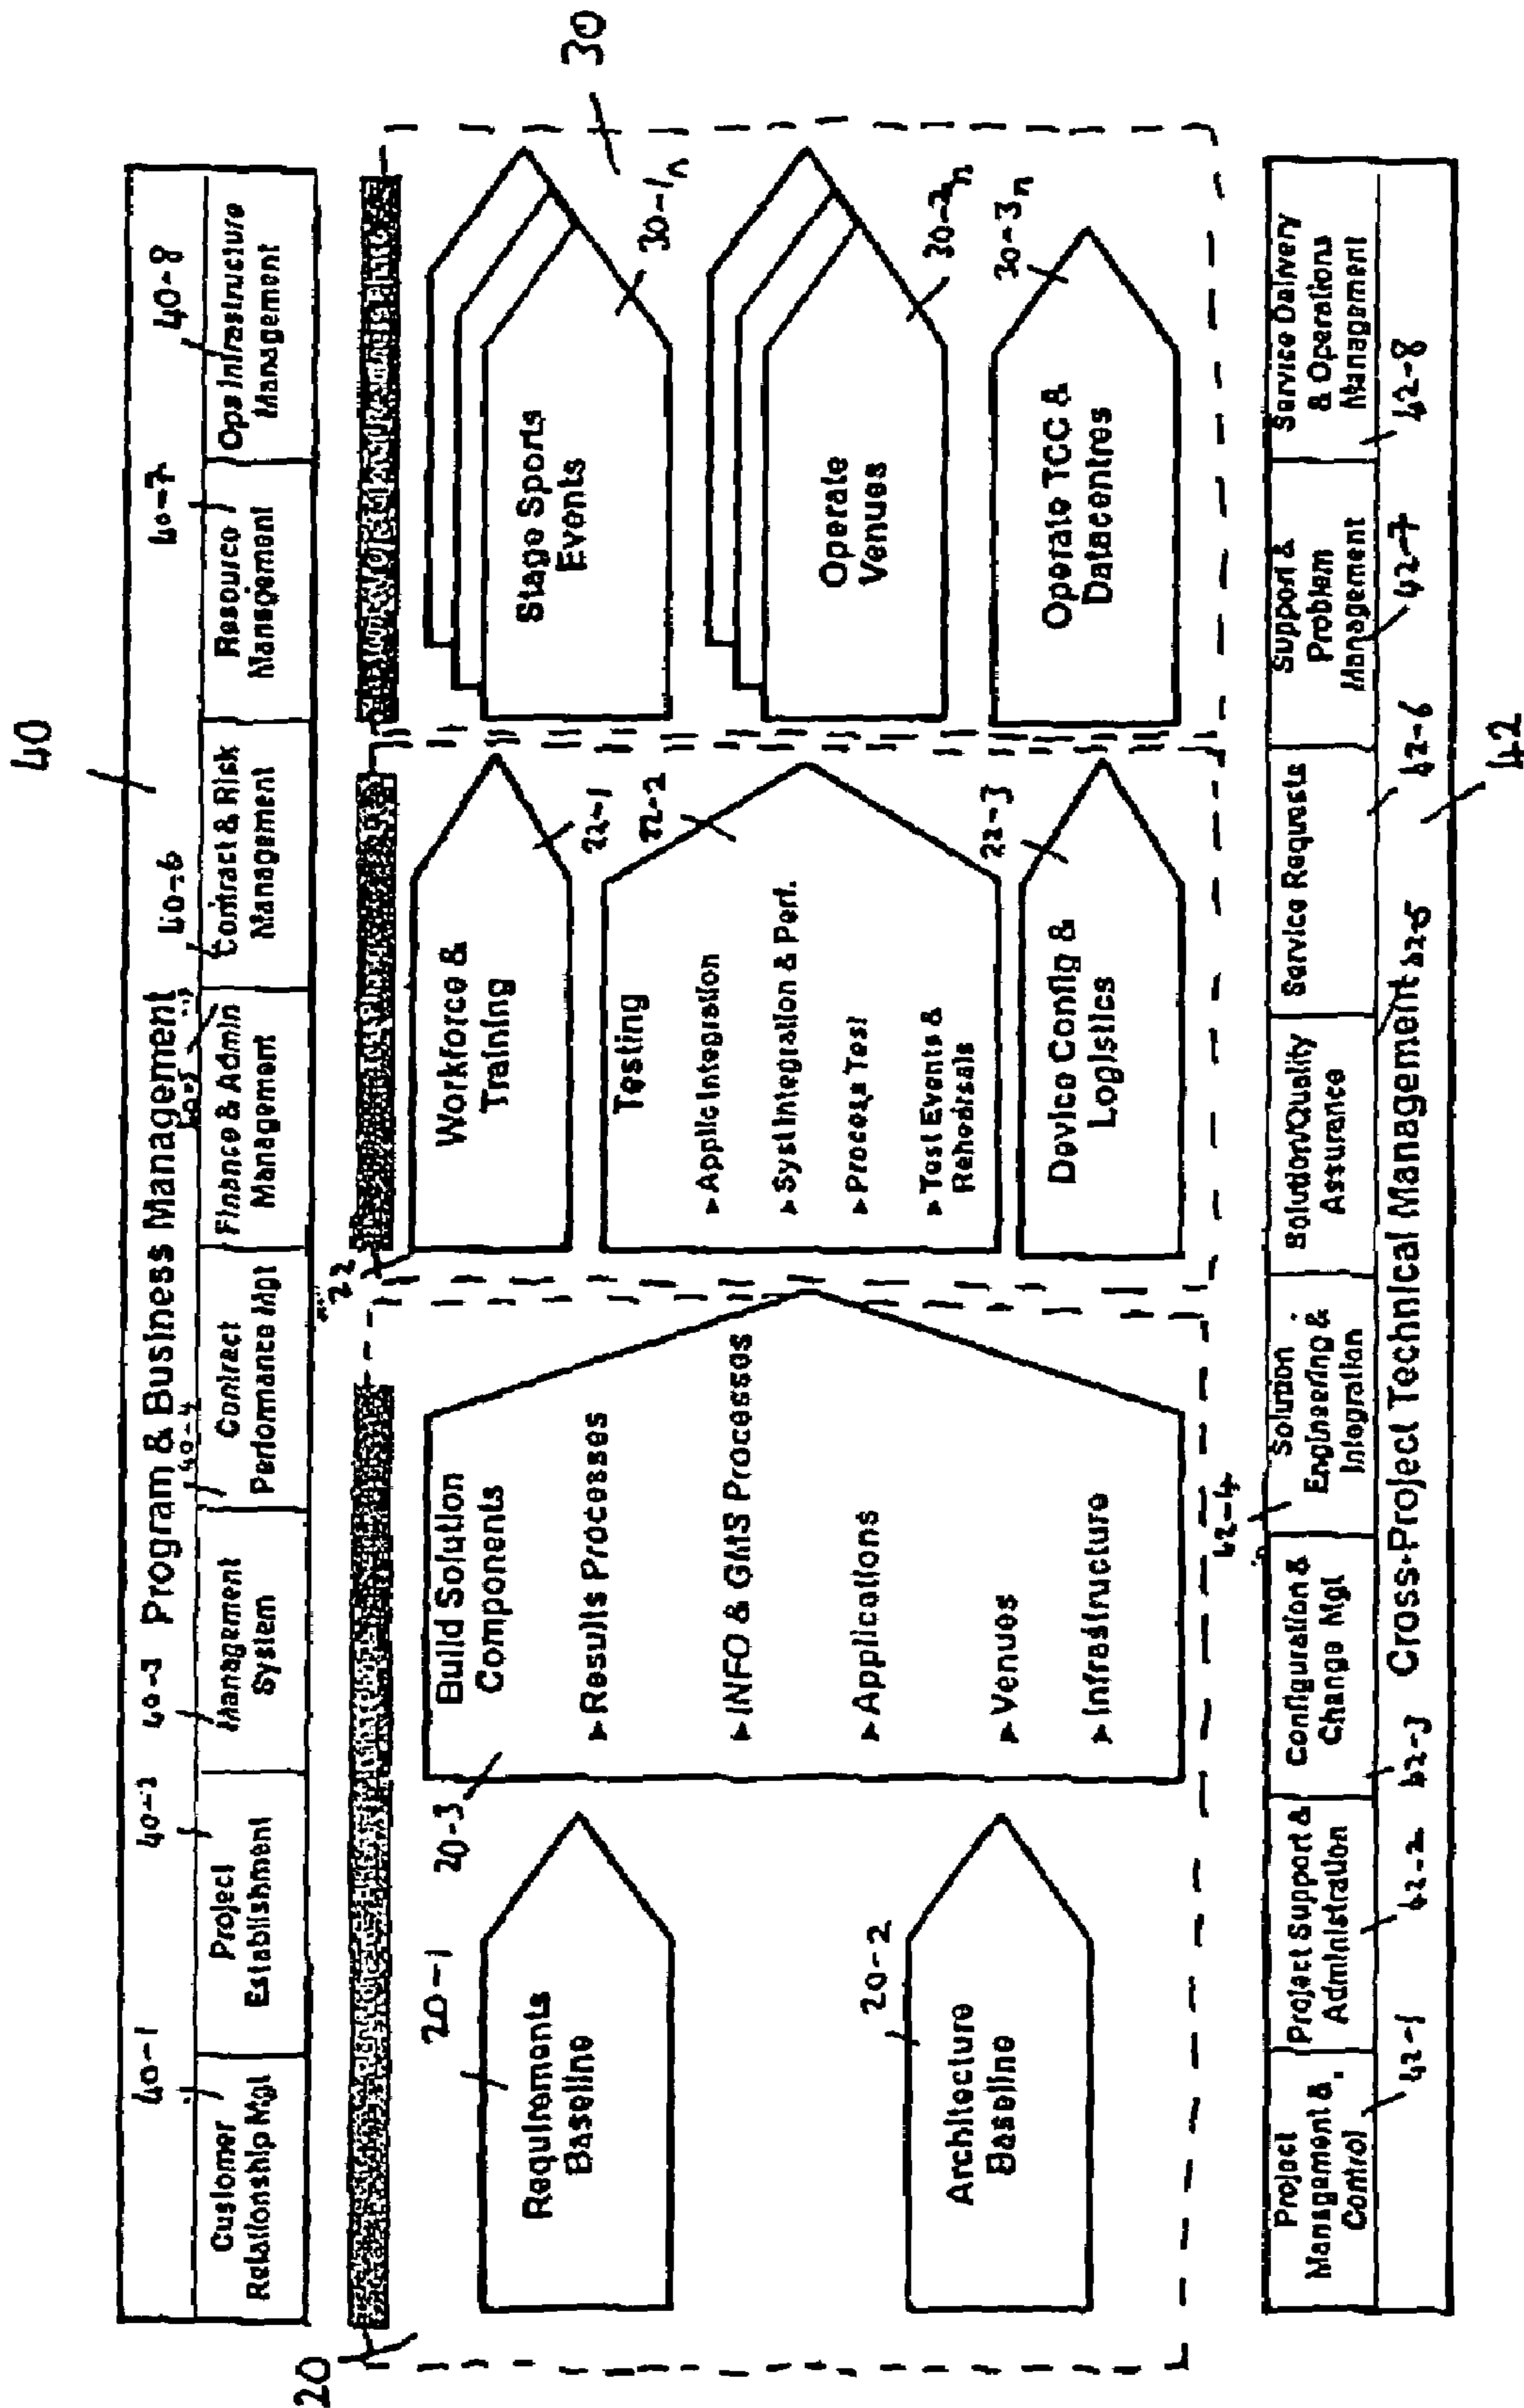 40
Program & Business Management
40-1
40-2
40-3
40-4
40-5
40-6
40-7
40-8
Customer
Relationship Mgt
Project
Establishment
Management
System
Contract
Performance Mgt
Finance & Admin
Management
Contract & Risk
Management
Resource
Management
Ops Infrastructure
Management
20
20-1
Requirements
Baseline
20-2
Architecture
Baseline
20-3
Build Solution
Components
►Results Processes
►INFO & GMS Processes
►Applications
►Venues
►Infrastructure
22
Workforce &
Training
22-1
Testing
22-2
►Applic Integration
►Syst Integration & Perf.
►Process Test
►Test Events &
Rehearsals
Device Config &
Logistics
22-3
30
Stage Sports
Events
30-1n
Operate
Venues
30-2n
Operate TCC &
Datacentres
30-3n
Project
Management &
Control
Project Support &
Administration
Configuration &
Change Mgt
Solution
Engineering &
Integration
Solution/Quality
Assurance
Service Requests
Support &
Problem
Management
Service Delivery
& Operations
Management
42-1
42-2
42-3
42-4
42-5
42-6
42-7
42-8
Cross-Project Technical Management
42